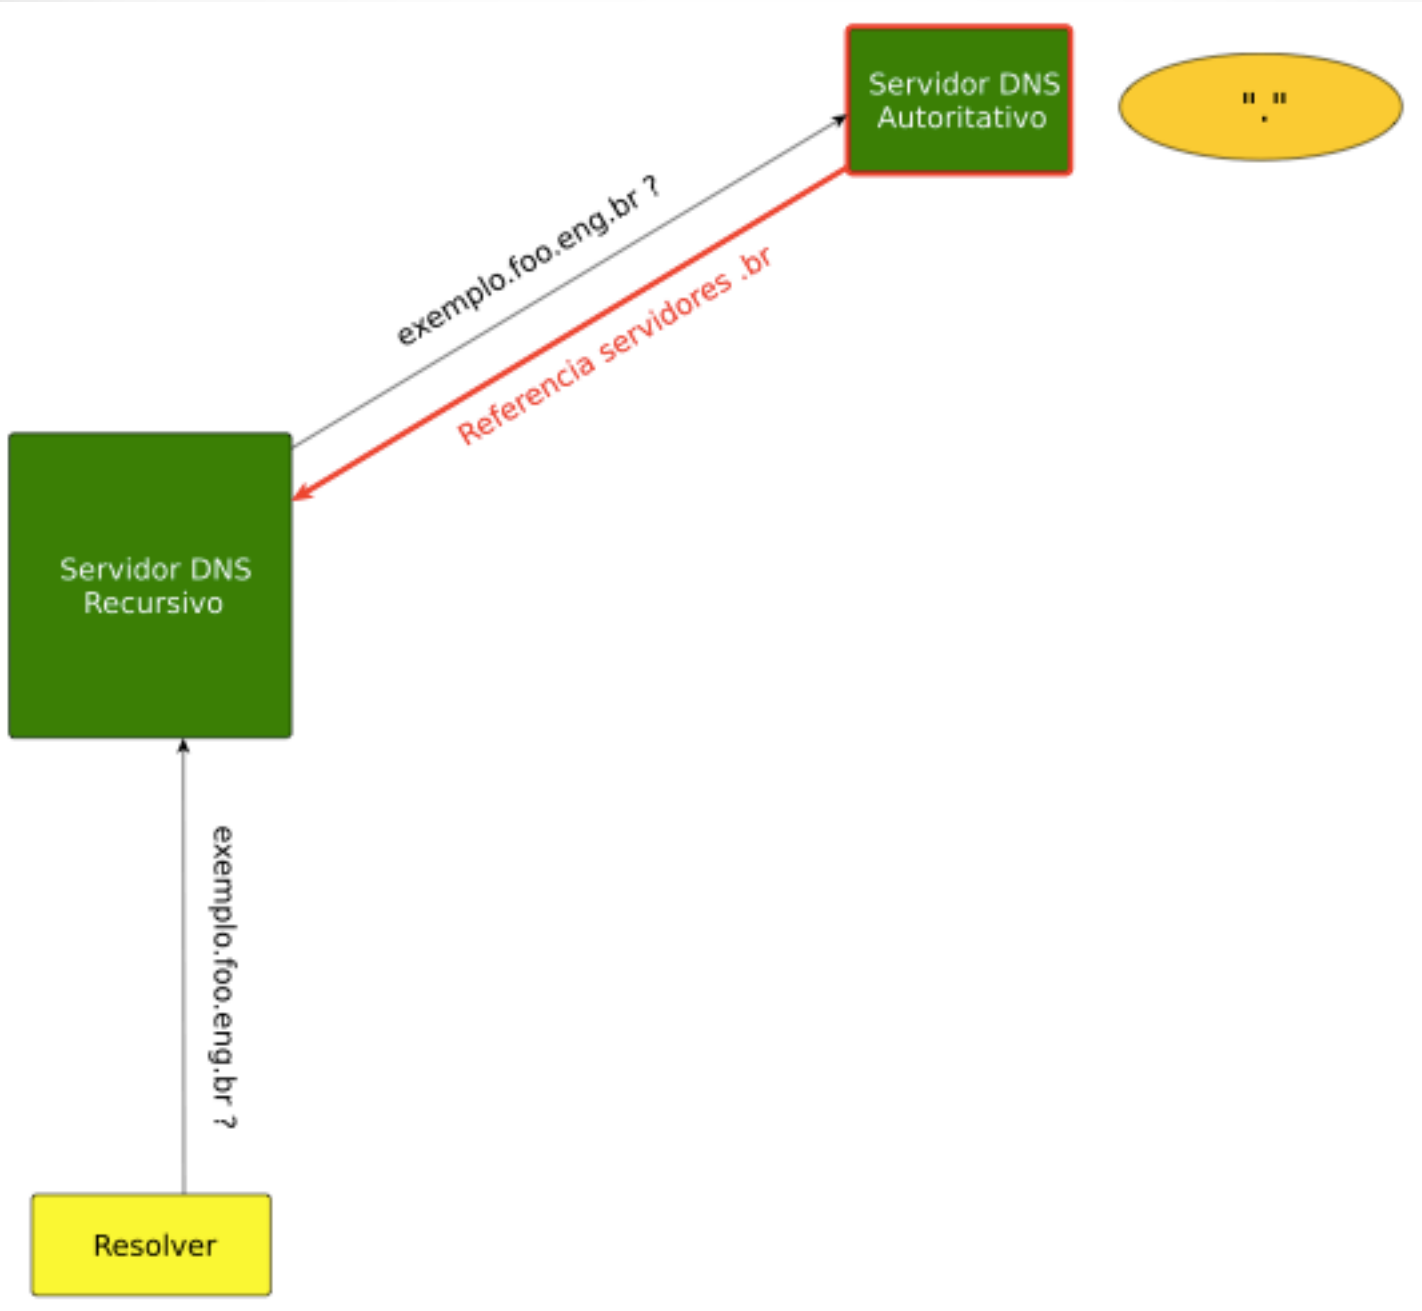 Servidor DNS
Autoritativo
"."
exemplo.foo.eng.br ?
Referencia servidores .br
Servidor DNS
Recursivo
exemplo.foo.eng.br ?
Resolver